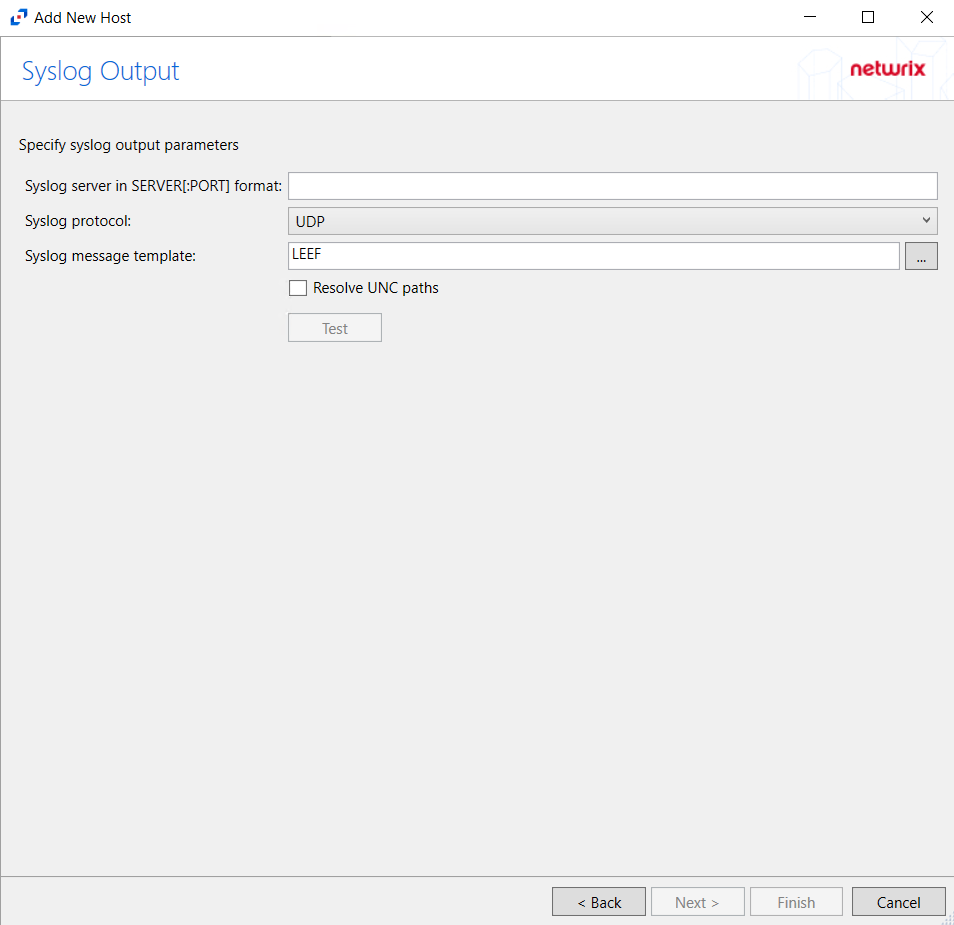 Add New Host
Syslog Output
netwrix
Specify syslog output parameters
Syslog server in SERVER[:PORT] format:
Syslog protocol: UDP
Syslog message template: LEEF ...
Resolve UNC paths
Test
< Back Next > Finish Cancel